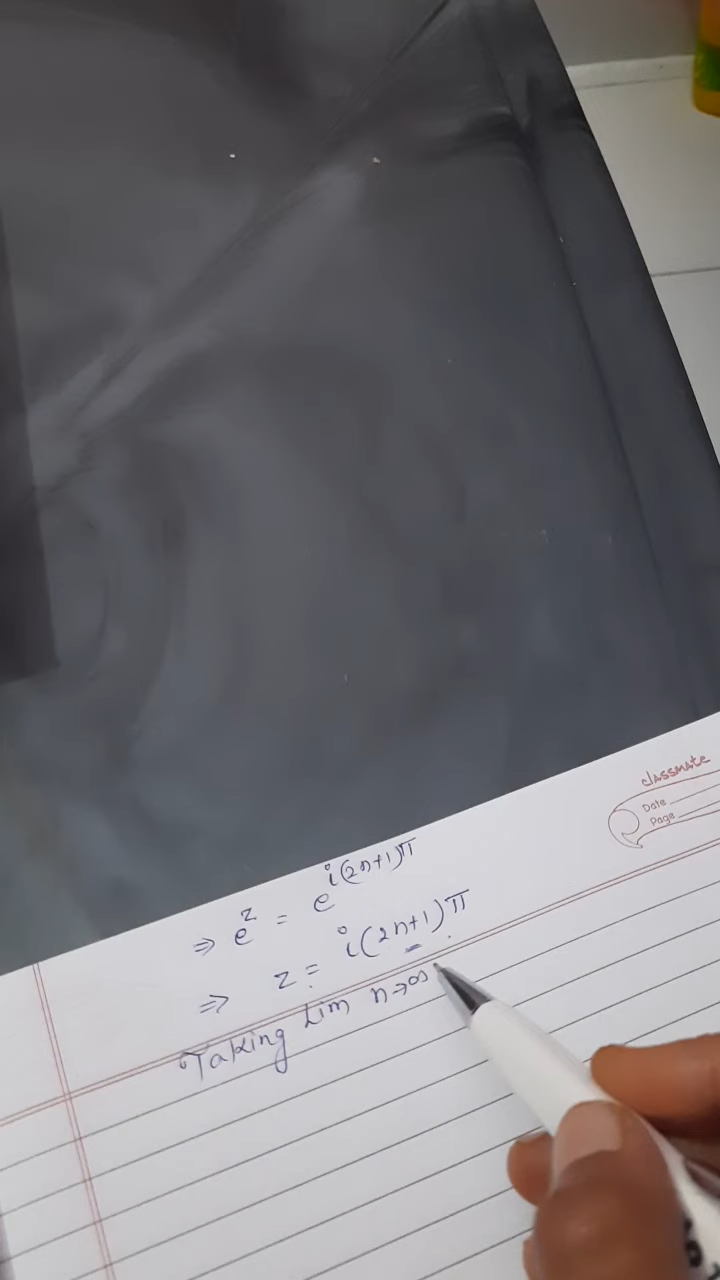 classmate
Date
Page
⇒ e^z = e^{i(2n+1)π}
⇒ z = i(2n+1)π
Taking Lim n→∞